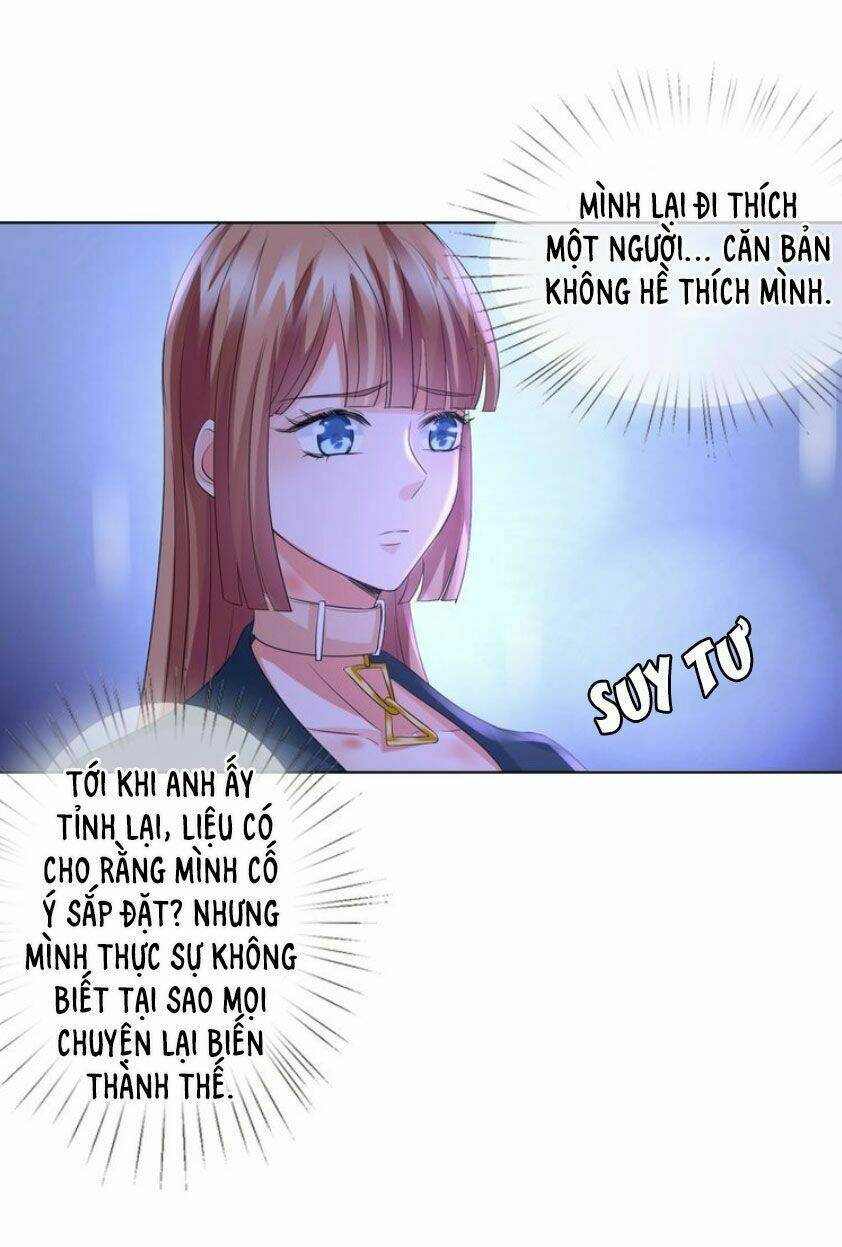 MÌNH LẠI ĐI THÍCH
MỘT NGƯỜI... CĂN BẢN
KHÔNG HỀ THÍCH MÌNH.
SUY TƯ
TỚI KHI ANH ẤY
TỈNH LẠI, LIỆU CÓ
CHO RẰNG MÌNH CỐ
Ý SẮP ĐẶT? NHƯNG
MÌNH THỰC SỰ KHÔNG
BIẾT TẠI SAO MỌI
CHUYỆN LẠI BIẾN
THÀNH THẾ.